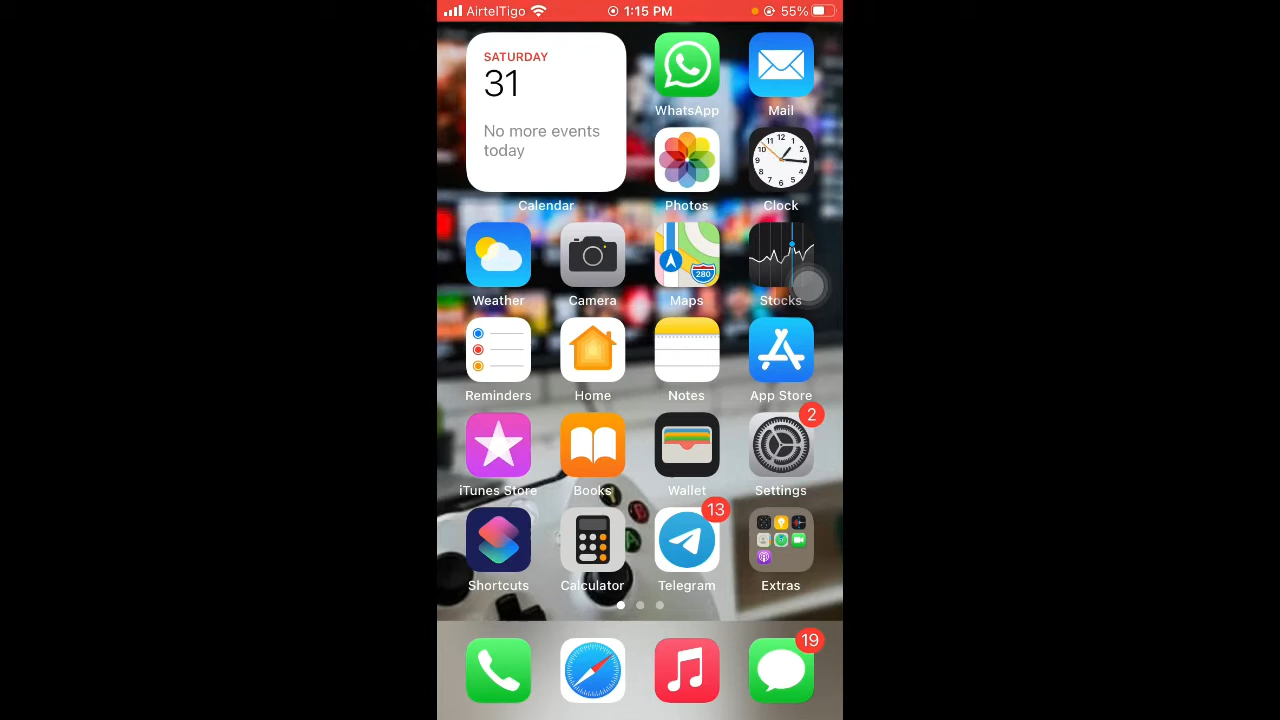 AirtelTigo 1:15 PM 55%
SATURDAY
31
No more events
today
WhatsApp Mail
Calendar Photos Clock
280
Weather Camera Maps Stocks
Reminders Home Notes App Store
2
iTunes Store Books Wallet Settings
13
Shortcuts Calculator Telegram Extras
19